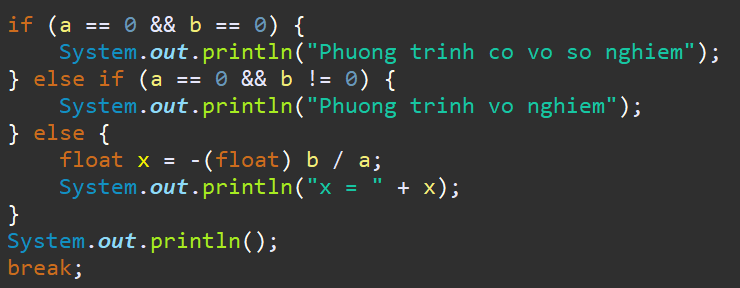 if (a == 0 && b == 0) {
    System.out.println("Phuong trinh co vo so nghiem");
} else if (a == 0 && b != 0) {
    System.out.println("Phuong trinh vo nghiem");
} else {
    float x = -(float) b / a;
    System.out.println("x = " + x);
}
System.out.println();
break;